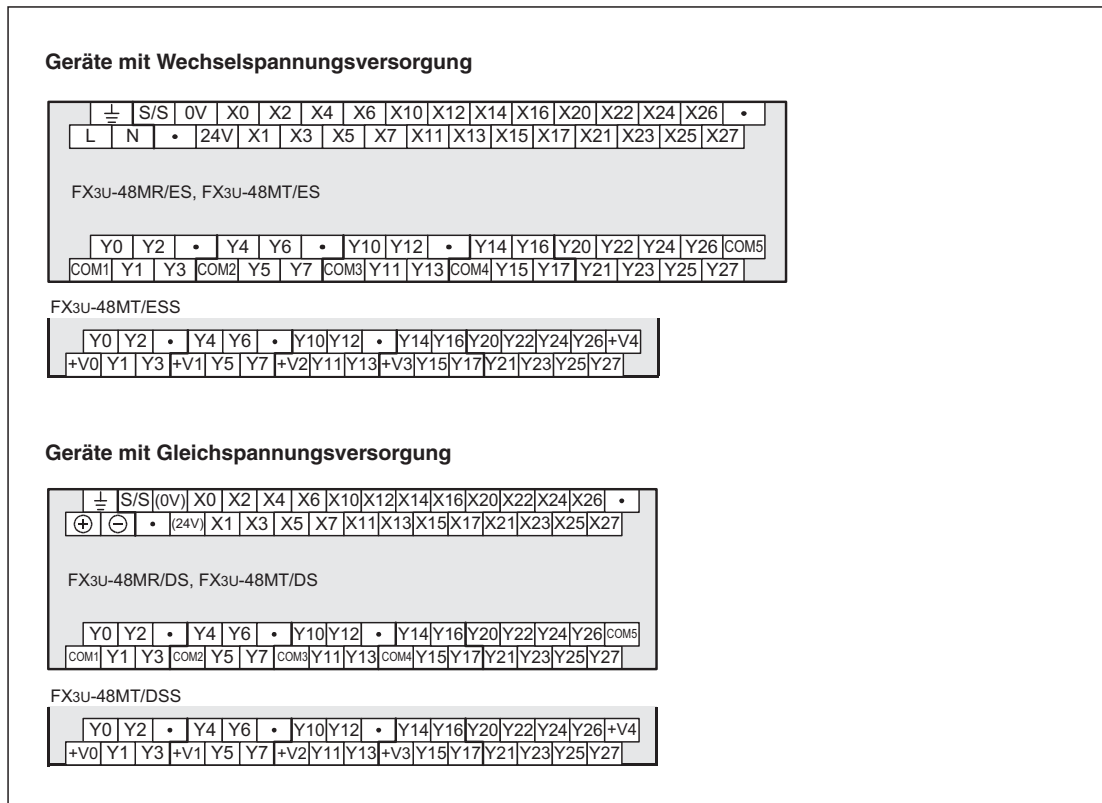 Geräte mit Wechselspannungsversorgung
⏚ S/S 0V X0 X2 X4 X6 X10 X12 X14 X16 X20 X22 X24 X26 •
L N • 24V X1 X3 X5 X7 X11 X13 X15 X17 X21 X23 X25 X27
FX3U-48MR/ES, FX3U-48MT/ES
Y0 Y2 • Y4 Y6 • Y10 Y12 • Y14 Y16 Y20 Y22 Y24 Y26 COM5
COM1 Y1 Y3 COM2 Y5 Y7 COM3 Y11 Y13 COM4 Y15 Y17 Y21 Y23 Y25 Y27
FX3U-48MT/ESS
Y0 Y2 • Y4 Y6 • Y10 Y12 • Y14 Y16 Y20 Y22 Y24 Y26 +V4
+V0 Y1 Y3 +V1 Y5 Y7 +V2 Y11 Y13 +V3 Y15 Y17 Y21 Y23 Y25 Y27
Geräte mit Gleichspannungsversorgung
⏚ S/S (0V) X0 X2 X4 X6 X10 X12 X14 X16 X20 X22 X24 X26 •
⊕ ⊖ • (24V) X1 X3 X5 X7 X11 X13 X15 X17 X21 X23 X25 X27
FX3U-48MR/DS, FX3U-48MT/DS
Y0 Y2 • Y4 Y6 • Y10 Y12 • Y14 Y16 Y20 Y22 Y24 Y26 COM5
COM1 Y1 Y3 COM2 Y5 Y7 COM3 Y11 Y13 COM4 Y15 Y17 Y21 Y23 Y25 Y27
FX3U-48MT/DSS
Y0 Y2 • Y4 Y6 • Y10 Y12 • Y14 Y16 Y20 Y22 Y24 Y26 +V4
+V0 Y1 Y3 +V1 Y5 Y7 +V2 Y11 Y13 +V3 Y15 Y17 Y21 Y23 Y25 Y27